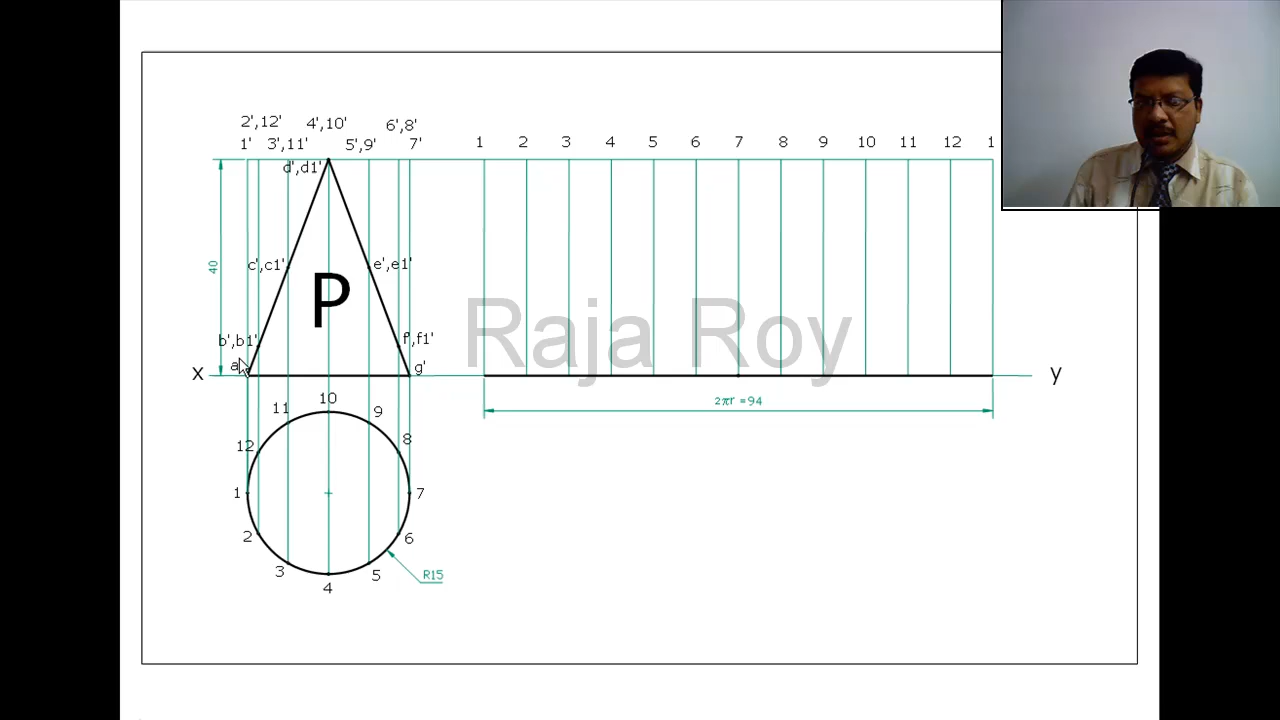 2',12' 4',10' 6',8'
1' 3',11' 5',9' 7' 1 2 3 4 5 6 7 8 9 10 11 12 1
d',d1'
40 c',c1' e',e1'
P
Raja Roy
b',b1' f',f1'
a g'
x y
2πr =94
10
11 9
12 8
1 7
2 6
3 5
4
R15